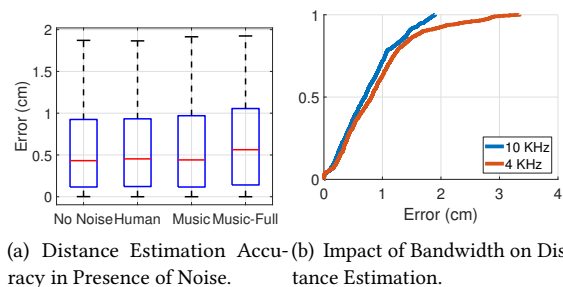 2
1.5
1
0.5
0
Error (cm)
No Noise Human Music Music-Full
1
0.5
0
0 1 2 3 4
Error (cm)
10 KHz
4 KHz
(a) Distance Estimation Accu-
racy in Presence of Noise.
(b) Impact of Bandwidth on Dis
tance Estimation.